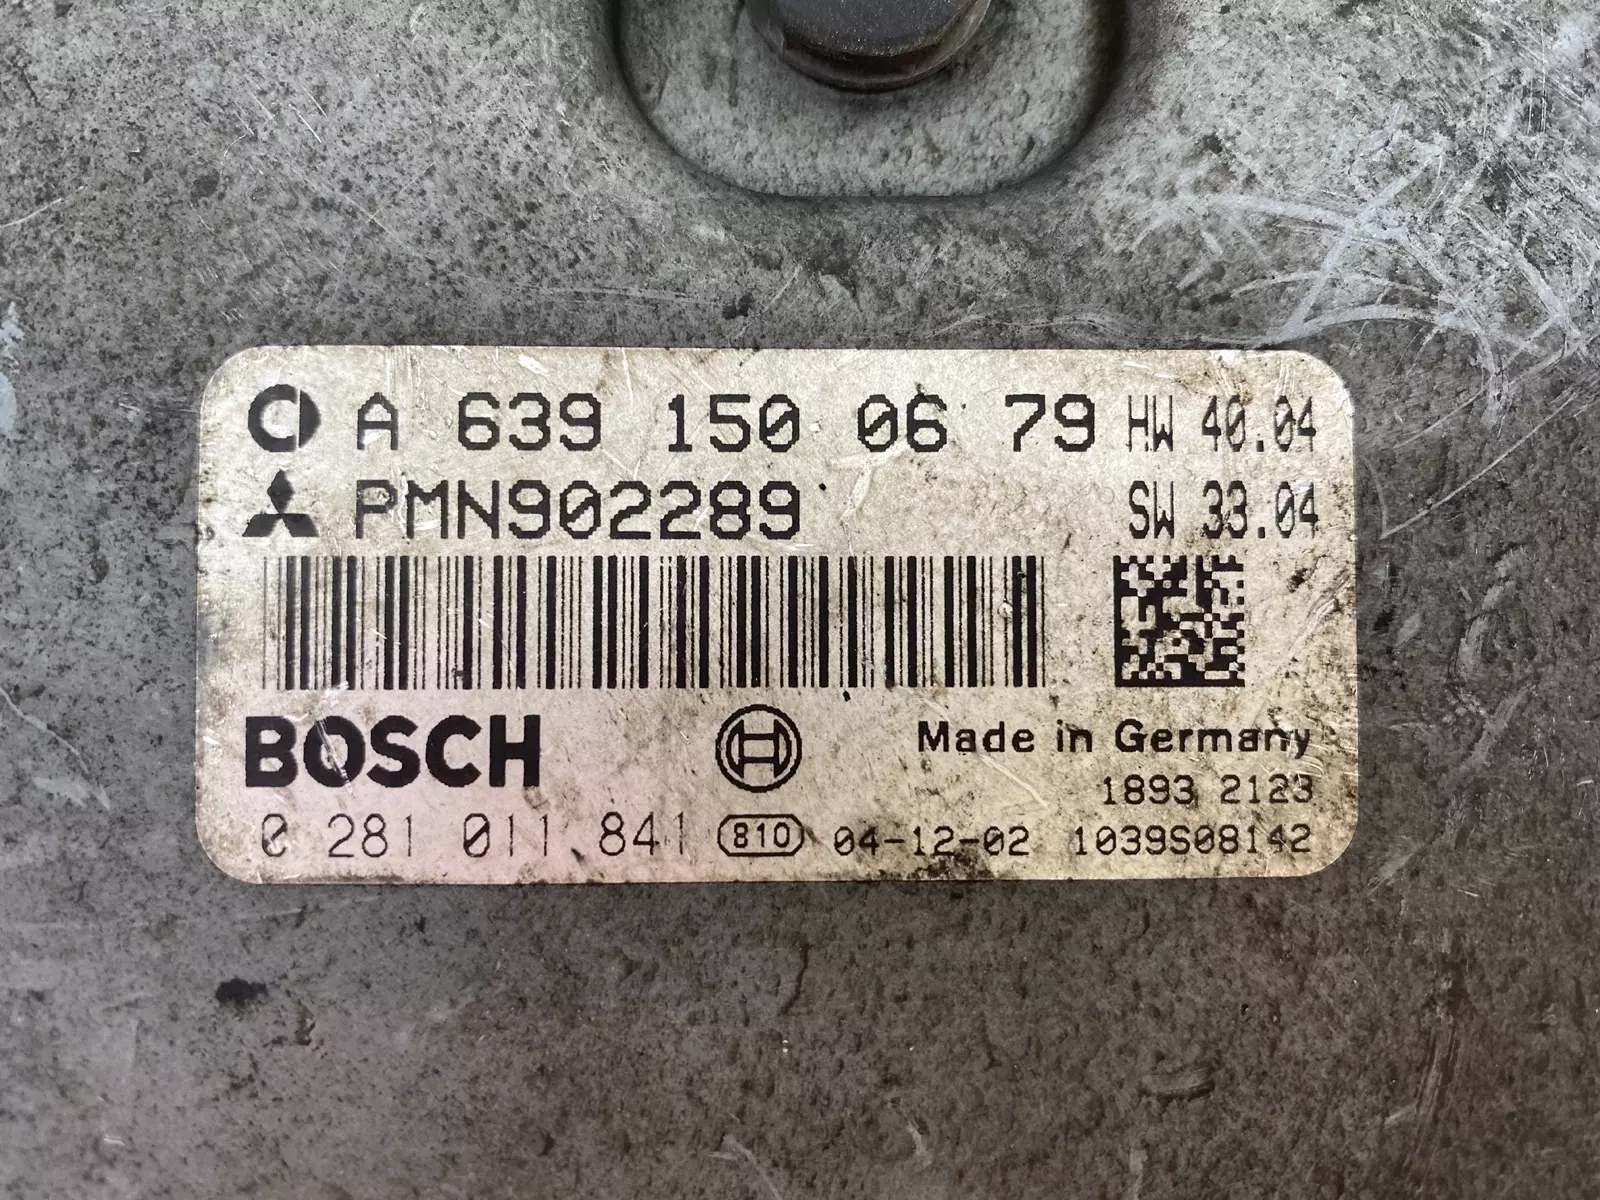 A 639 150 06 79 HW 40.04
PMN902289 SW 33.04
BOSCH Made in Germany
1893 2123
0 281 011 841 810 04-12-02 1039S08142